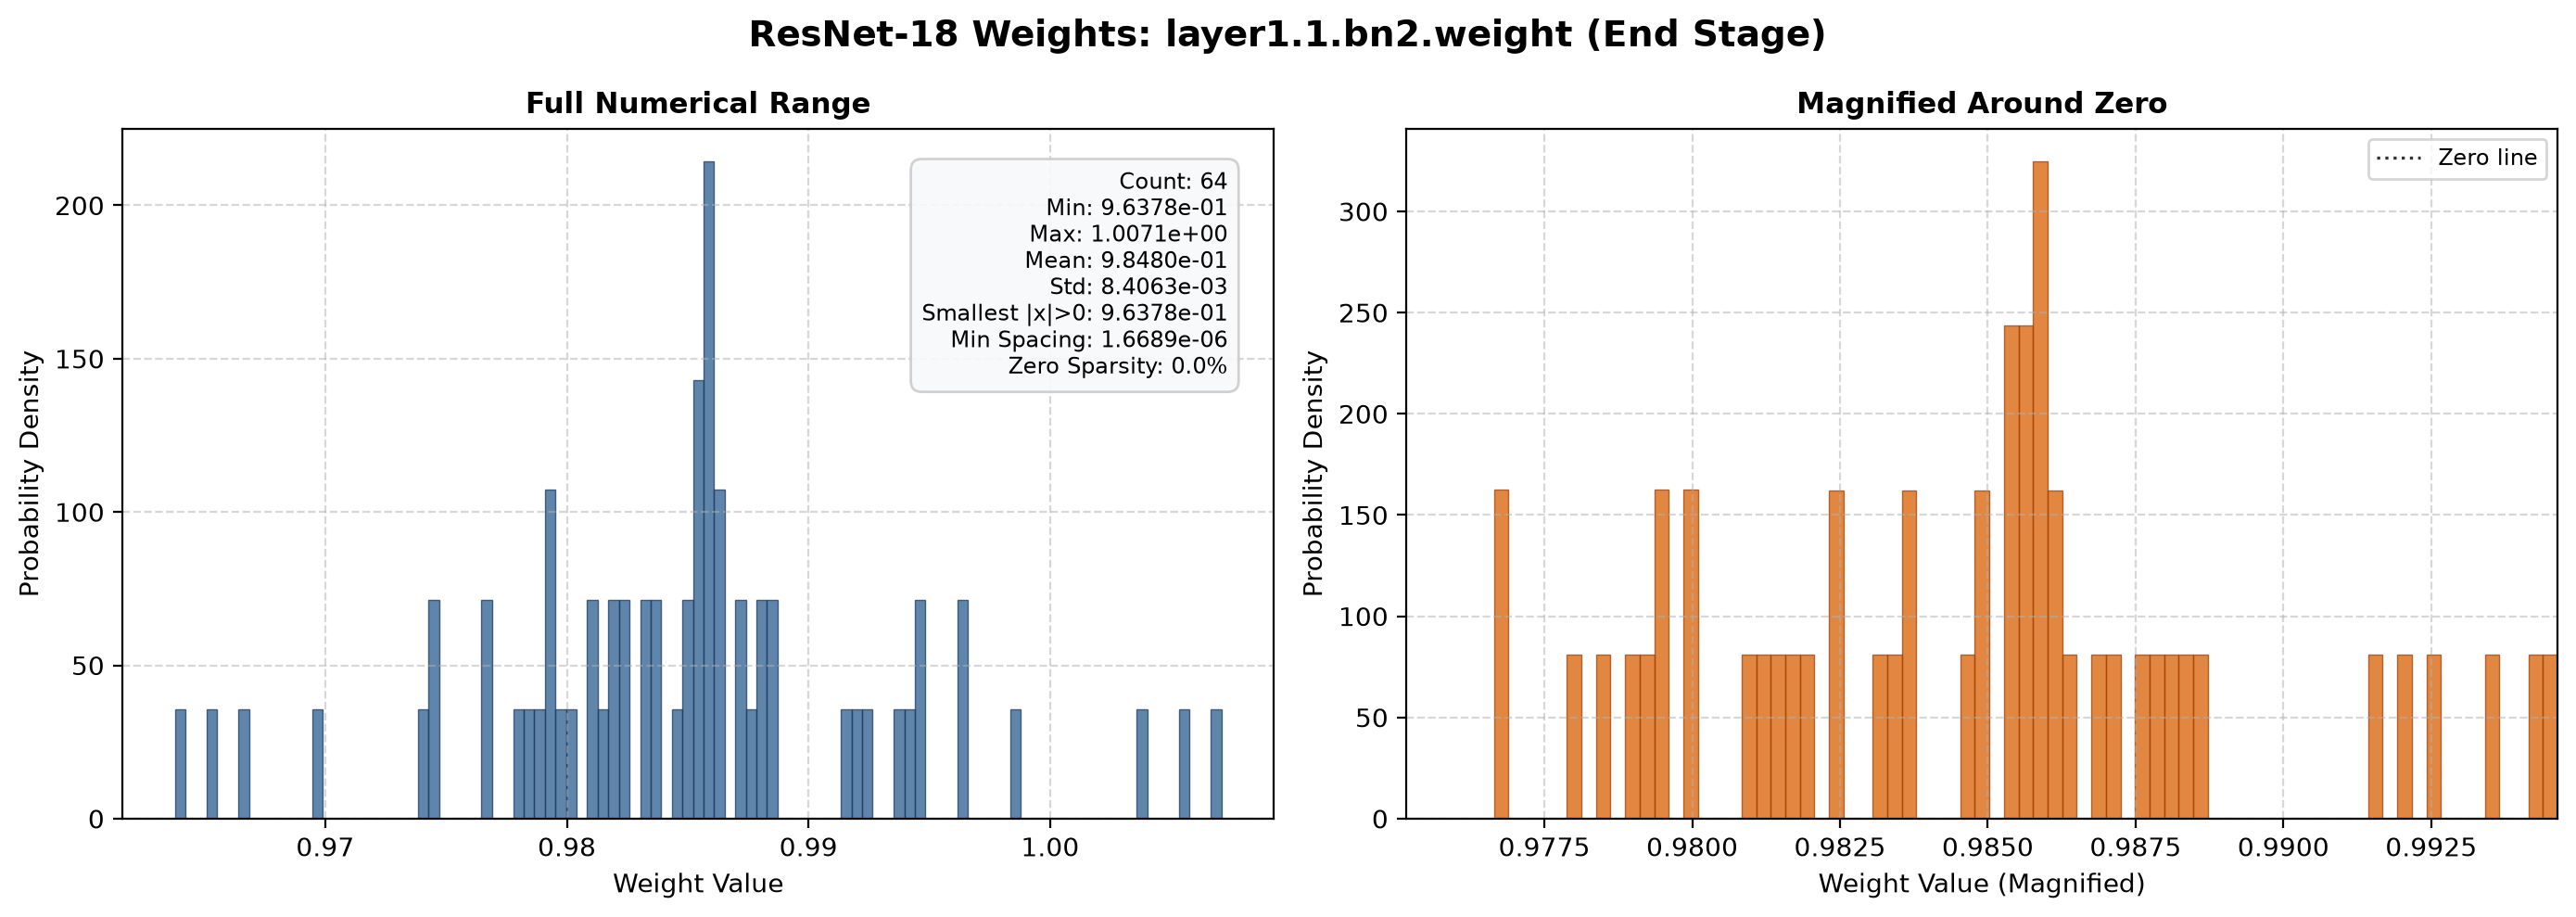 ResNet-18 Weights: layer1.1.bn2.weight (End Stage)
Full Numerical Range
Probability Density
200
150
100
50
0
Count: 64
Min: 9.6378e-01
Max: 1.0071e+00
Mean: 9.8480e-01
Std: 8.4063e-03
Smallest |x|>0: 9.6378e-01
Min Spacing: 1.6689e-06
Zero Sparsity: 0.0%
0.97 0.98 0.99 1.00
Weight Value
Magnified Around Zero
Probability Density
300
250
200
150
100
50
0
Zero line
0.9775 0.9800 0.9825 0.9850 0.9875 0.9900 0.9925
Weight Value (Magnified)